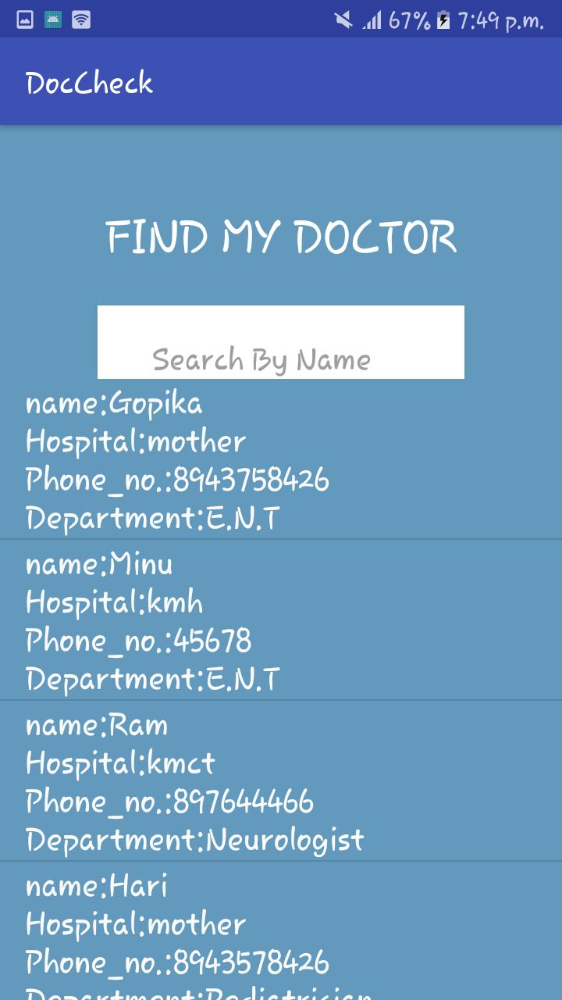 67% 7:49 p.m.
DocCheck
FIND MY DOCTOR
Search By Name
name:Gopika
Hospital:mother
Phone_no.:8943758426
Department:E.N.T
name:Minu
Hospital:kmh
Phone_no.:45678
Department:E.N.T
name:Ram
Hospital:kmct
Phone_no.:897644466
Department:Neurologist
name:Hari
Hospital:mother
Phone_no.:8943578426
Department:Pediatrician